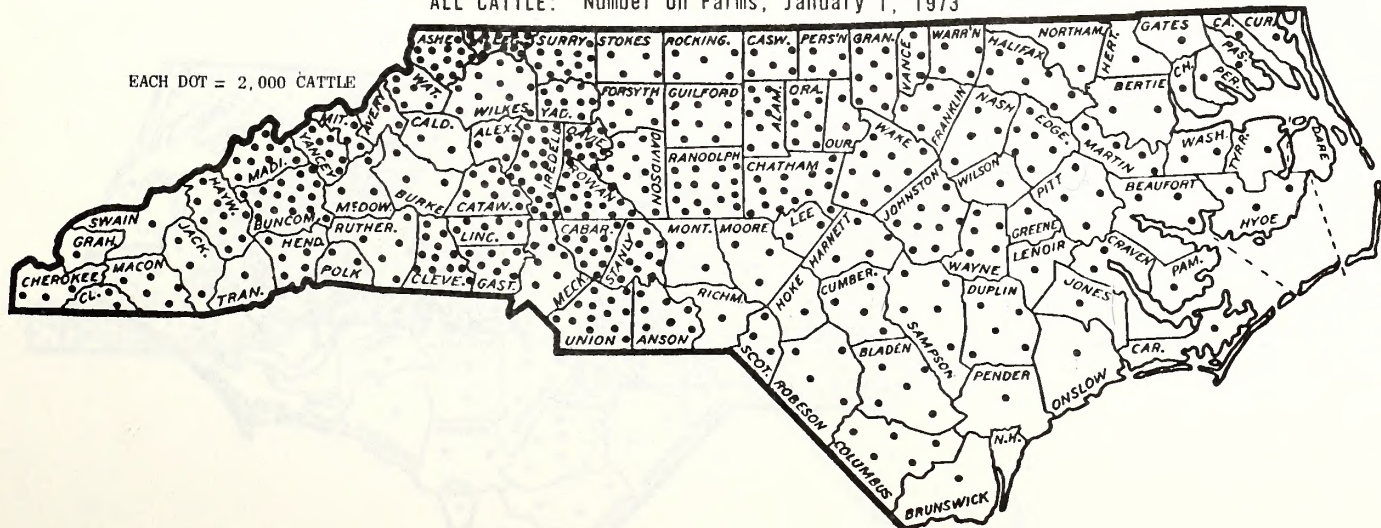 ALL CATTLE: Number on Farms, January 1, 1973
EACH DOT = 2,000 CATTLE
ASHE
ALLE.
SURRY
STOKES
ROCKING.
CASW.
PERS'N
GRAN.
VANCE
WARR'N
HALIFAX
NORTHAM.
HERT.
GATES
CA.
CUR.
PAS.
PER.
CH.
BERTIE
WAT.
WILKES
YAD.
FORSYTH
GUILFORD
ALAM.
ORA.
DUR.
FRANKLIN
NASH
EDGE.
MARTIN
WASH.
TYRR.
DARE
MIT.
AVERY
CALD.
ALEX.
IREDELL
DAVIE
DAVIDSON
RANDOLPH
CHATHAM
WAKE
WILSON
PITT
BEAUFORT
HYDE
MADI.
YANCEY
McDOW.
BURKE
CATAW.
ROWAN
JOHNSTON
GREENE
HAYW.
BUNCOM.
SWAIN
GRAH.
JACK.
HEND.
RUTHER.
LINC.
CABAR.
STANLY
MONT.
MOORE
LEE
HARNETT
WAYNE
LENOIR
CRAVEN
PAM.
CHEROKEE
CL.
MACON
TRAN.
POLK
CLEVE.
GAST.
MECK.
RICHM.
HOKE
CUMBER.
SAMPSON
DUPLIN
JONES
UNION
ANSON
SCOT.
ROBESON
BLADEN
PENDER
ONSLOW
CAR.
COLUMBUS
N.H.
BRUNSWICK